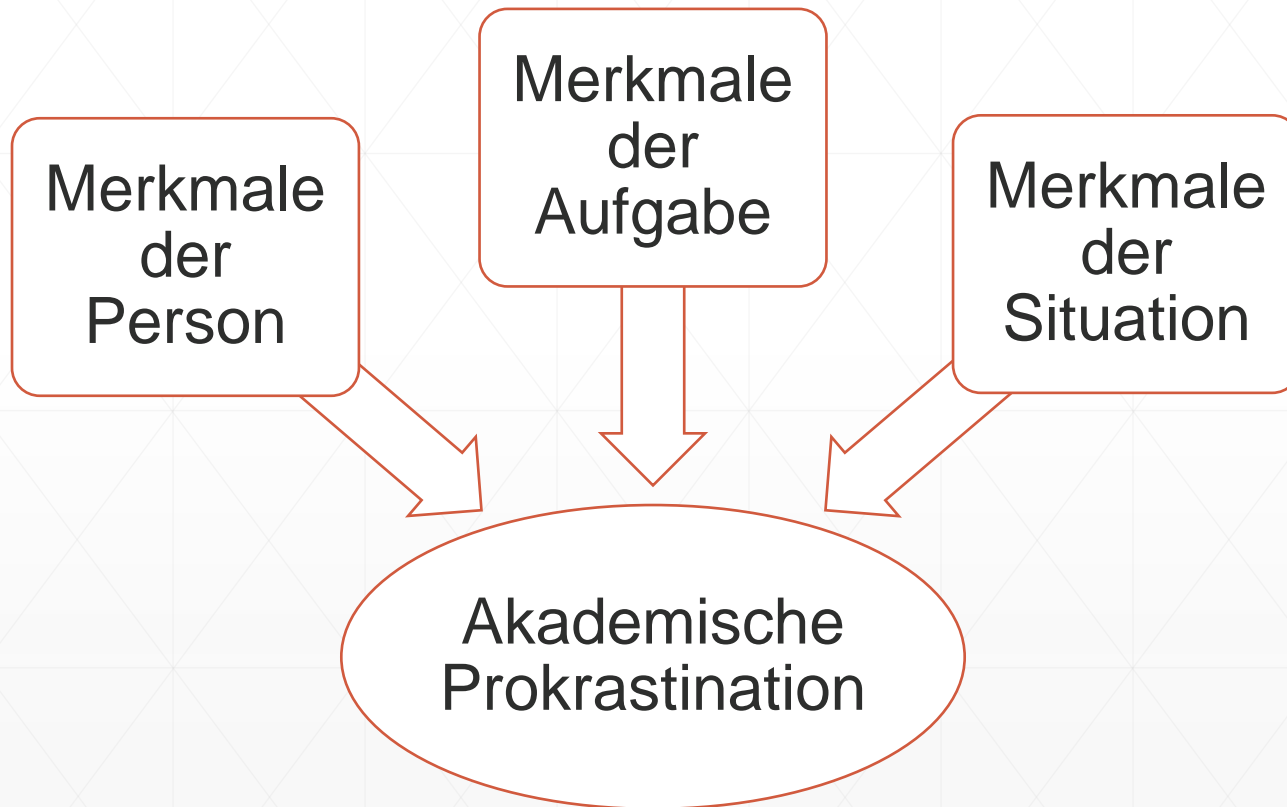 Merkmale
der
Person
Merkmale
der
Aufgabe
Merkmale
der
Situation
Akademische
Prokrastination